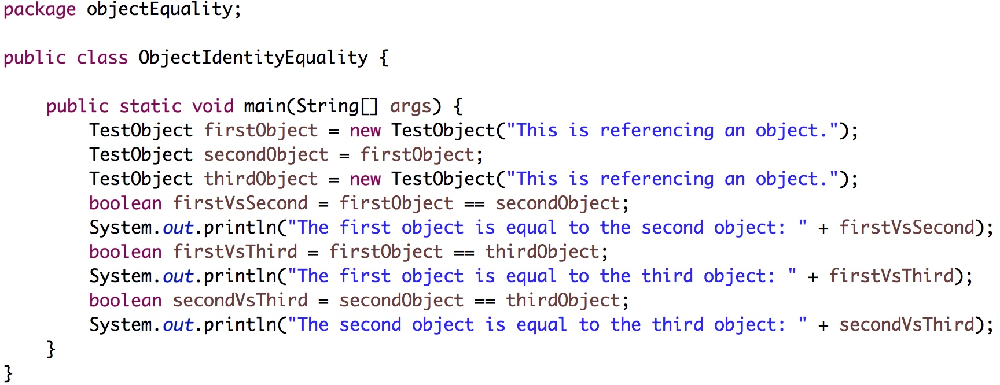 package objectEquality;
public class ObjectIdentityEquality {
public static void main(String[] args) {
TestObject firstObject = new TestObject("This is referencing an object.");
TestObject secondObject = firstObject;
TestObject thirdObject = new TestObject("This is referencing an object.");
boolean firstVsSecond = firstObject == secondObject;
System.out.println("The first object is equal to the second object: " + firstVsSecond);
boolean firstVsThird = firstObject == thirdObject;
System.out.println("The first object is equal to the third object: " + firstVsThird);
boolean secondVsThird = secondObject == thirdObject;
System.out.println("The second object is equal to the third object: " + secondVsThird);
}
}